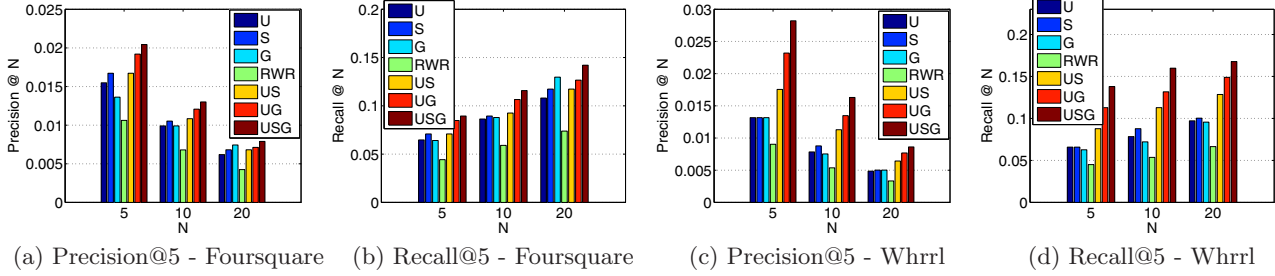 0.025
0.02
0.015
0.01
0.005
0
Precision @ N
5 10 20
N
U
S
G
RWR
US
UG
USG
(a) Precision@5 - Foursquare
0.2
0.15
0.1
0.05
0
Recall @ N
5 10 20
N
U
S
G
RWR
US
UG
USG
(b) Recall@5 - Foursquare
0.03
0.025
0.02
0.015
0.01
0.005
0
Precision @ N
5 10 20
N
U
S
G
RWR
US
UG
USG
(c) Precision@5 - Whrrl
0.2
0.15
0.1
0.05
0
Recall @ N
5 10 20
N
U
S
G
RWR
US
UG
USG
(d) Recall@5 - Whrrl